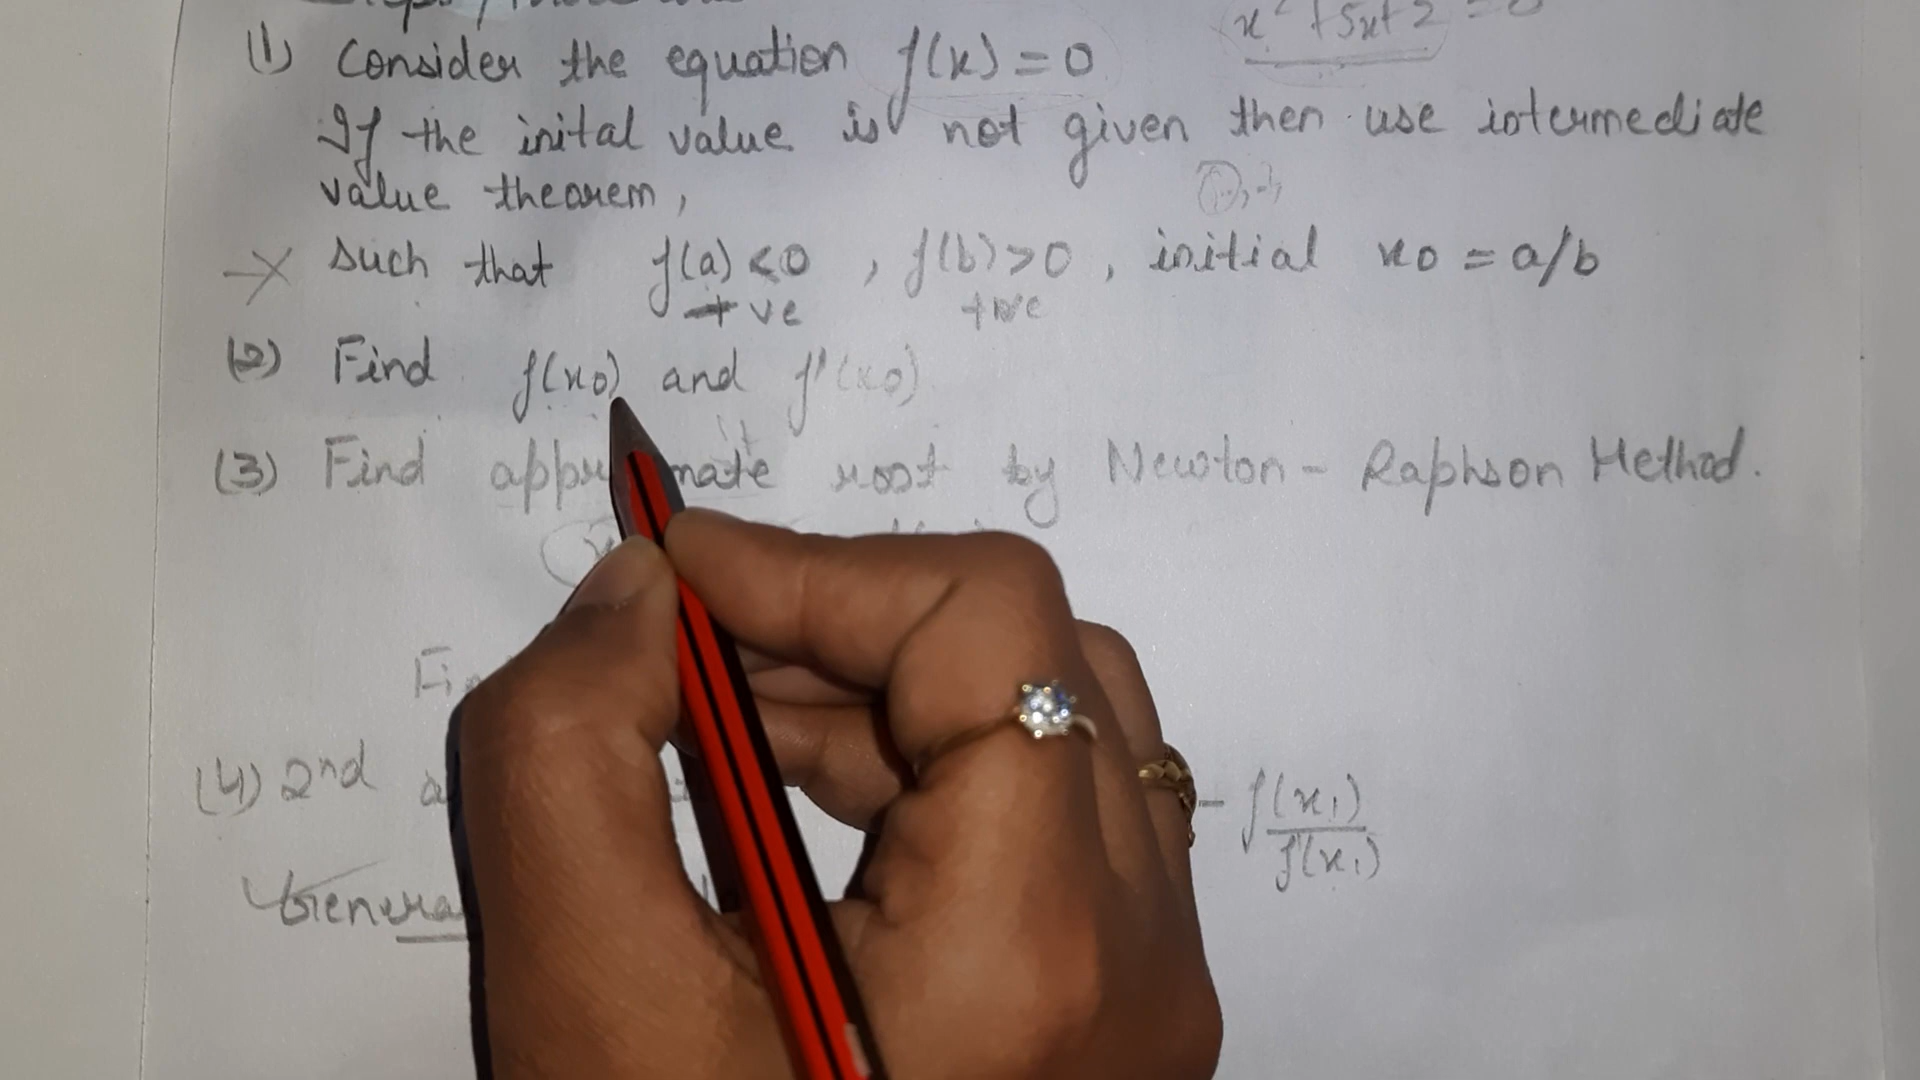 x² + 5x + 2 = 0
(1) Consider the equation f(x) = 0
If the inital value is not given then use intermediate
value theorem,
such that f(a) < 0 , f(b) > 0 , initial x0 = a/b
+ve +ve
(2) Find f(x0) and f'(x0)
(3) Find root by Newton - Raphson Method.
(4) 2nd - f(x1)
f'(x1)